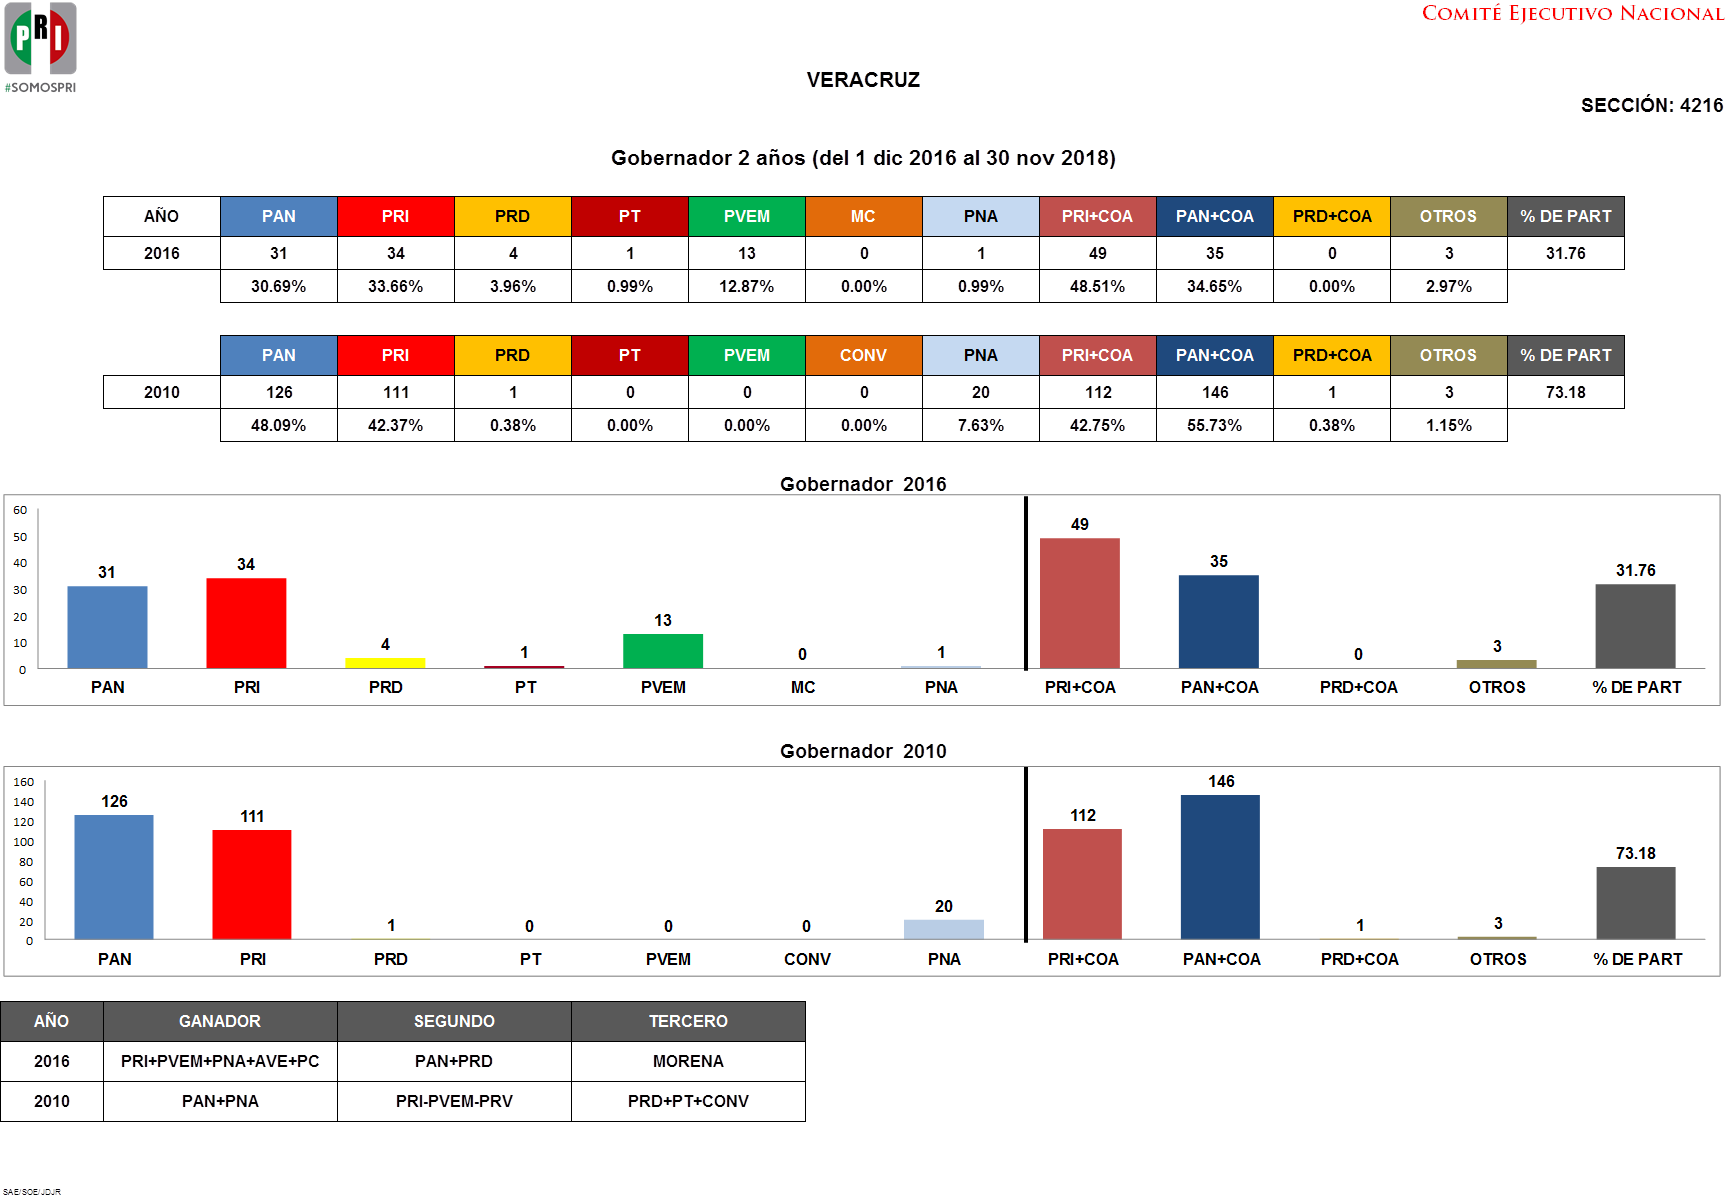 PRI
#SOMOSPRI
COMITÉ EJECUTIVO NACIONAL
VERACRUZ
SECCIÓN: 4216
Gobernador 2 años (del 1 dic 2016 al 30 nov 2018)
AÑO PAN PRI PRD PT PVEM MC PNA PRI+COA PAN+COA PRD+COA OTROS % DE PART
2016 31 34 4 1 13 0 1 49 35 0 3 31.76
30.69% 33.66% 3.96% 0.99% 12.87% 0.00% 0.99% 48.51% 34.65% 0.00% 2.97%
PAN PRI PRD PT PVEM CONV PNA PRI+COA PAN+COA PRD+COA OTROS % DE PART
2010 126 111 1 0 0 0 20 112 146 1 3 73.18
48.09% 42.37% 0.38% 0.00% 0.00% 0.00% 7.63% 42.75% 55.73% 0.38% 1.15%
Gobernador 2016
60
50
40
30
20
10
0
31 34 4 1 13 0 1 49 35 0 3 31.76
PAN PRI PRD PT PVEM MC PNA PRI+COA PAN+COA PRD+COA OTROS % DE PART
Gobernador 2010
160
140
120
100
80
60
40
20
0
126 111 1 0 0 0 20 112 146 1 3 73.18
PAN PRI PRD PT PVEM CONV PNA PRI+COA PAN+COA PRD+COA OTROS % DE PART
AÑO GANADOR SEGUNDO TERCERO
2016 PRI+PVEM+PNA+AVE+PC PAN+PRD MORENA
2010 PAN+PNA PRI-PVEM-PRV PRD+PT+CONV
SAE/SOE/JDJR